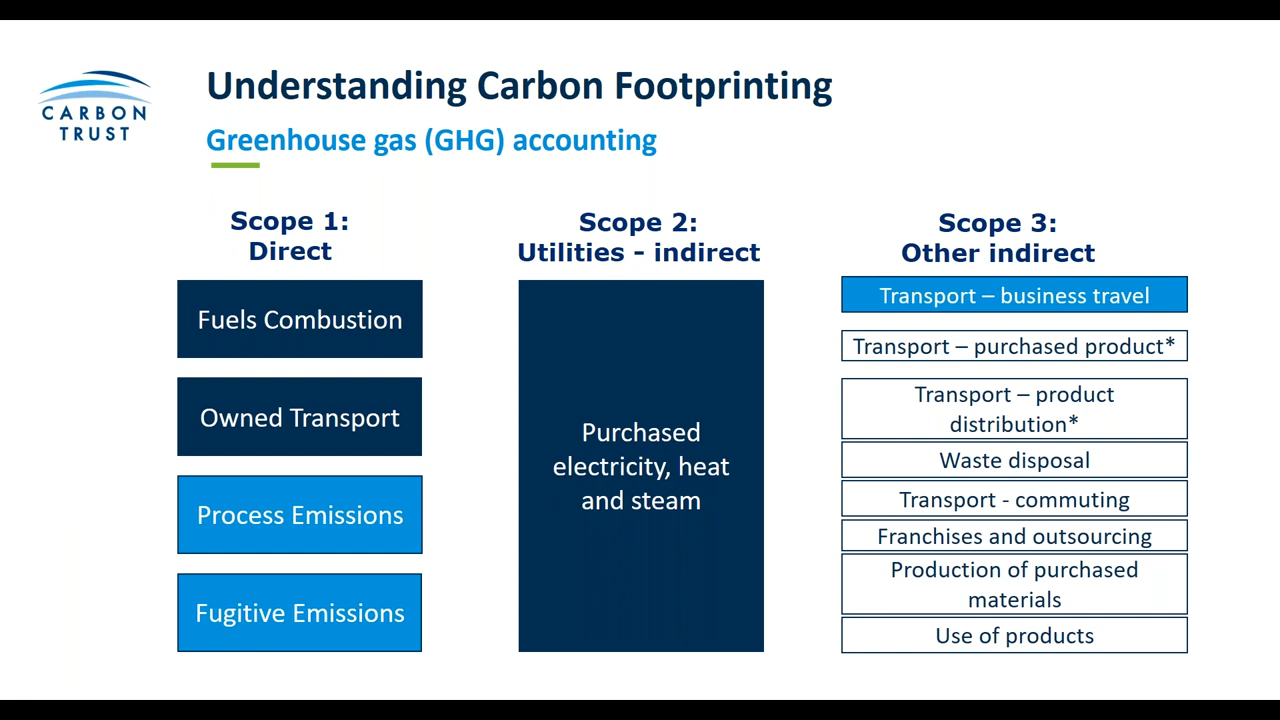 CARBON
TRUST
Understanding Carbon Footprinting
Greenhouse gas (GHG) accounting
Scope 1:
Direct
Fuels Combustion
Owned Transport
Process Emissions
Fugitive Emissions
Scope 2:
Utilities - indirect
Purchased
electricity, heat
and steam
Scope 3:
Other indirect
Transport – business travel
Transport – purchased product*
Transport – product
distribution*
Waste disposal
Transport - commuting
Franchises and outsourcing
Production of purchased
materials
Use of products